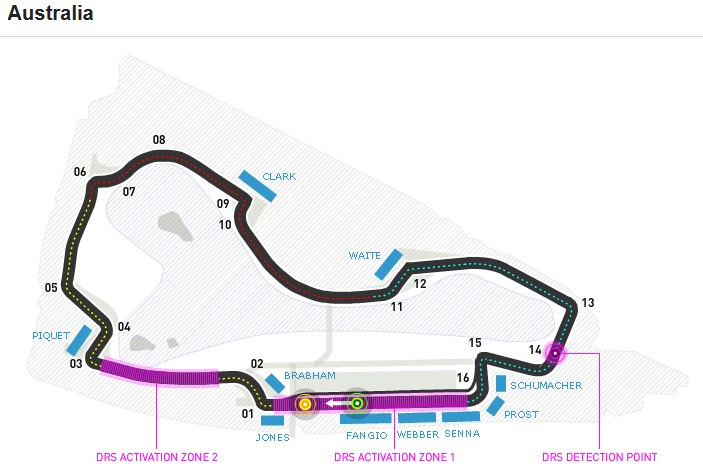 Australia
08
06
07
CLARK
09
10
WAITE
12
11
05
13
04
PIQUET
03
02
BRABHAM
15
14
16
SCHUMACHER
01
PROST
JONES
FANGIO
WEBBER
SENNA
DRS ACTIVATION ZONE 2
DRS ACTIVATION ZONE 1
DRS DETECTION POINT